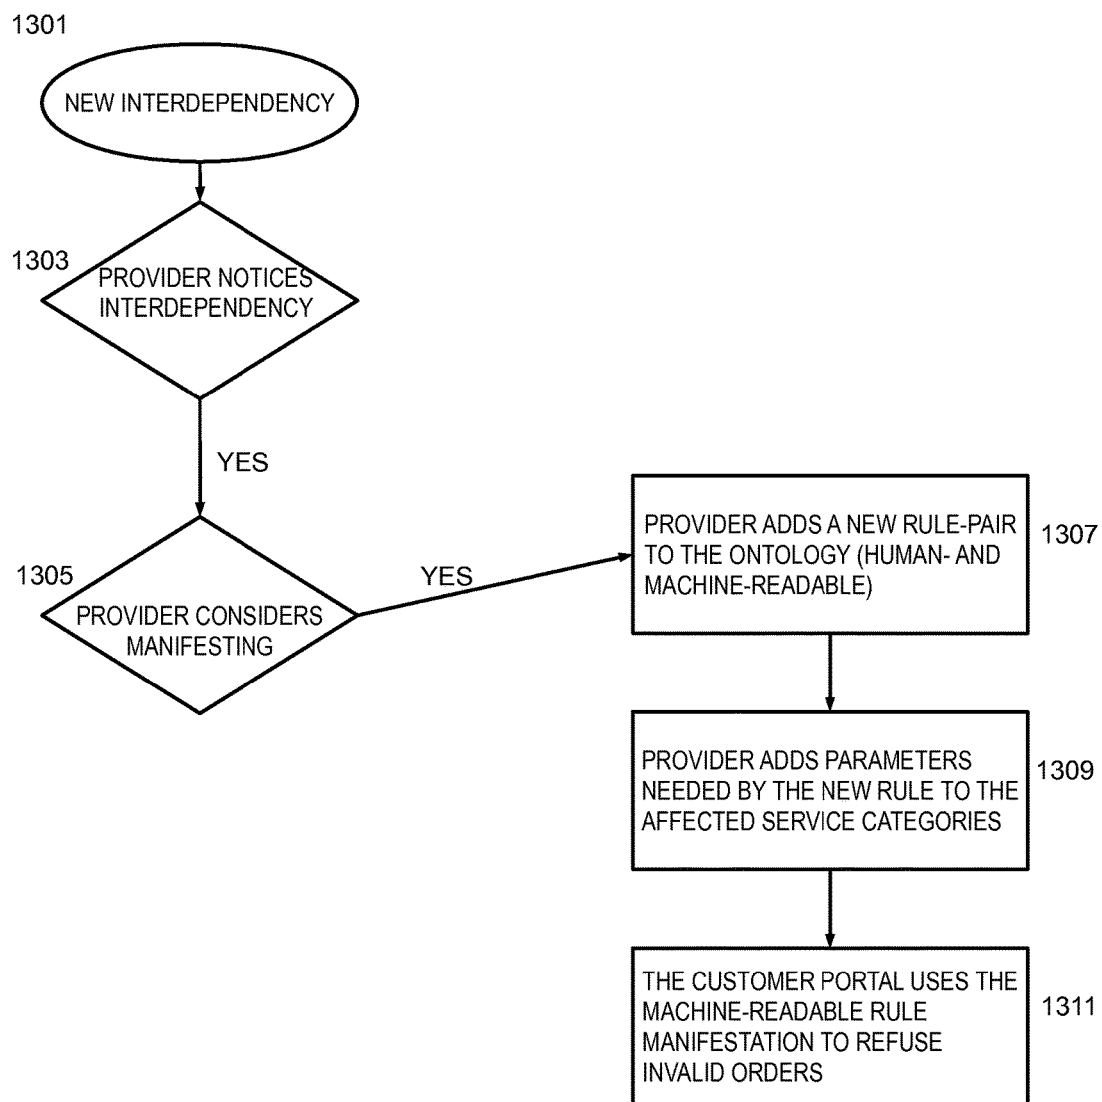 1301
NEW INTERDEPENDENCY
1303
PROVIDER NOTICES
INTERDEPENDENCY
YES
1305
PROVIDER CONSIDERS
MANIFESTING
YES
PROVIDER ADDS A NEW RULE-PAIR
TO THE ONTOLOGY (HUMAN- AND
MACHINE-READABLE)
1307
PROVIDER ADDS PARAMETERS
NEEDED BY THE NEW RULE TO THE
AFFECTED SERVICE CATEGORIES
1309
THE CUSTOMER PORTAL USES THE
MACHINE-READABLE RULE
MANIFESTATION TO REFUSE
INVALID ORDERS
1311